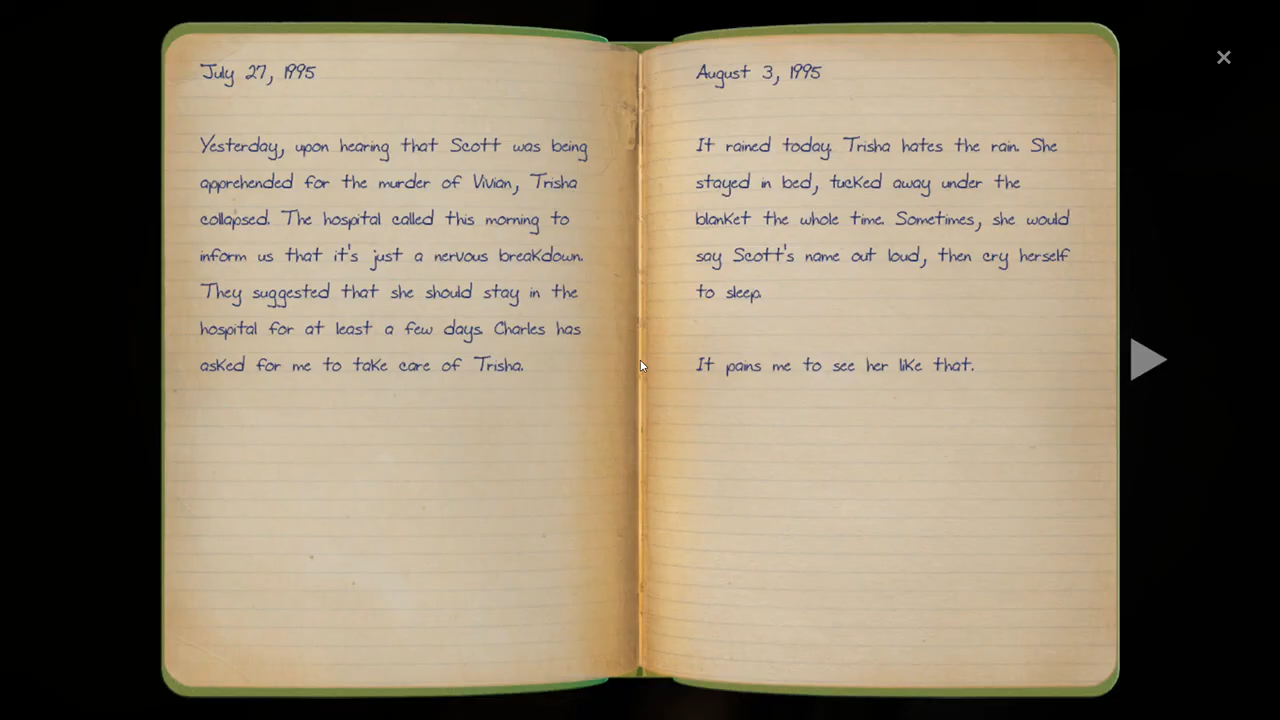 July 27, 1995
Yesterday, upon hearing that Scott was being
apprehended for the murder of Vivian, Trisha
collapsed. The hospital called this morning to
inform us that it's just a nervous breakdown.
They suggested that she should stay in the
hospital for at least a few days. Charles has
asked for me to take care of Trisha.
August 3, 1995
It rained today. Trisha hates the rain. She
stayed in bed, tucked away under the
blanket the whole time. Sometimes, she would
say Scott's name out loud, then cry herself
to sleep.
It pains me to see her like that.